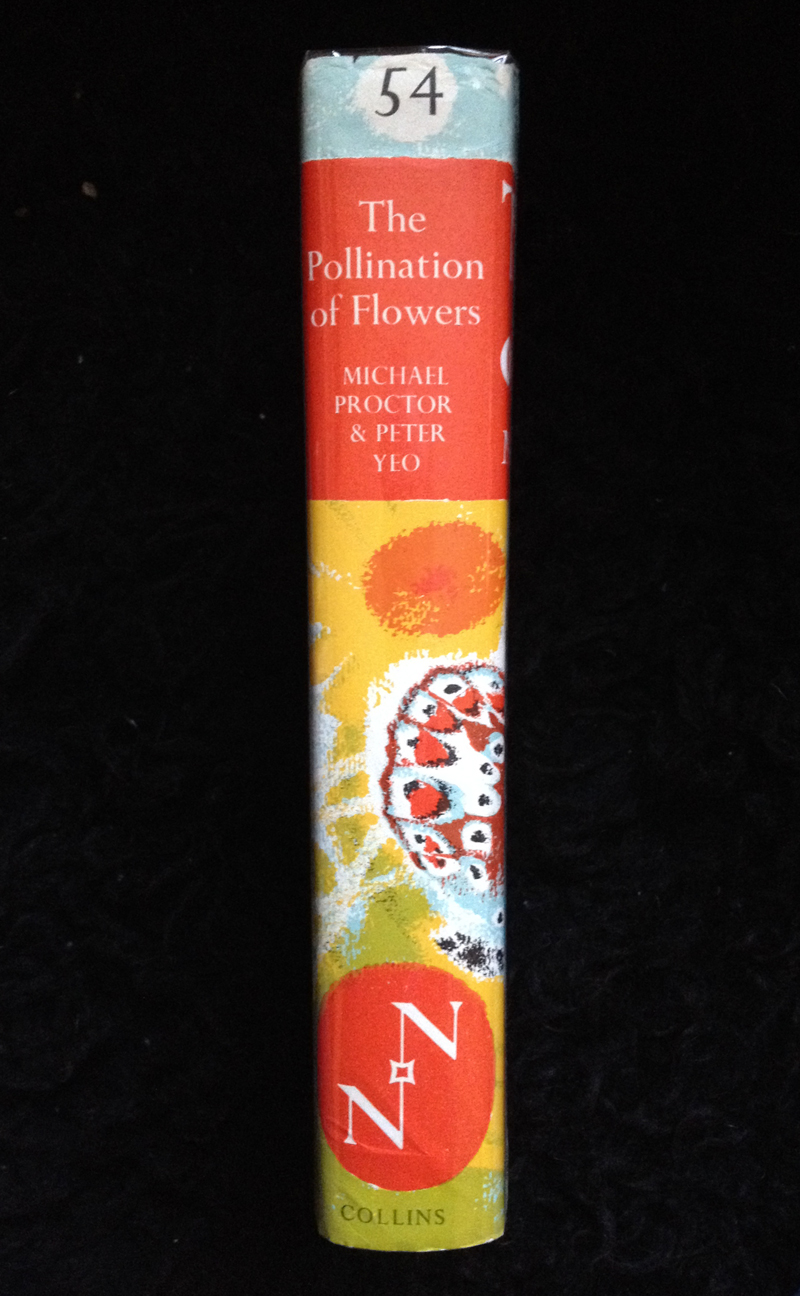 54
The
Pollination
of Flowers
MICHAEL
PROCTOR
& PETER
YEO
N
N
COLLINS